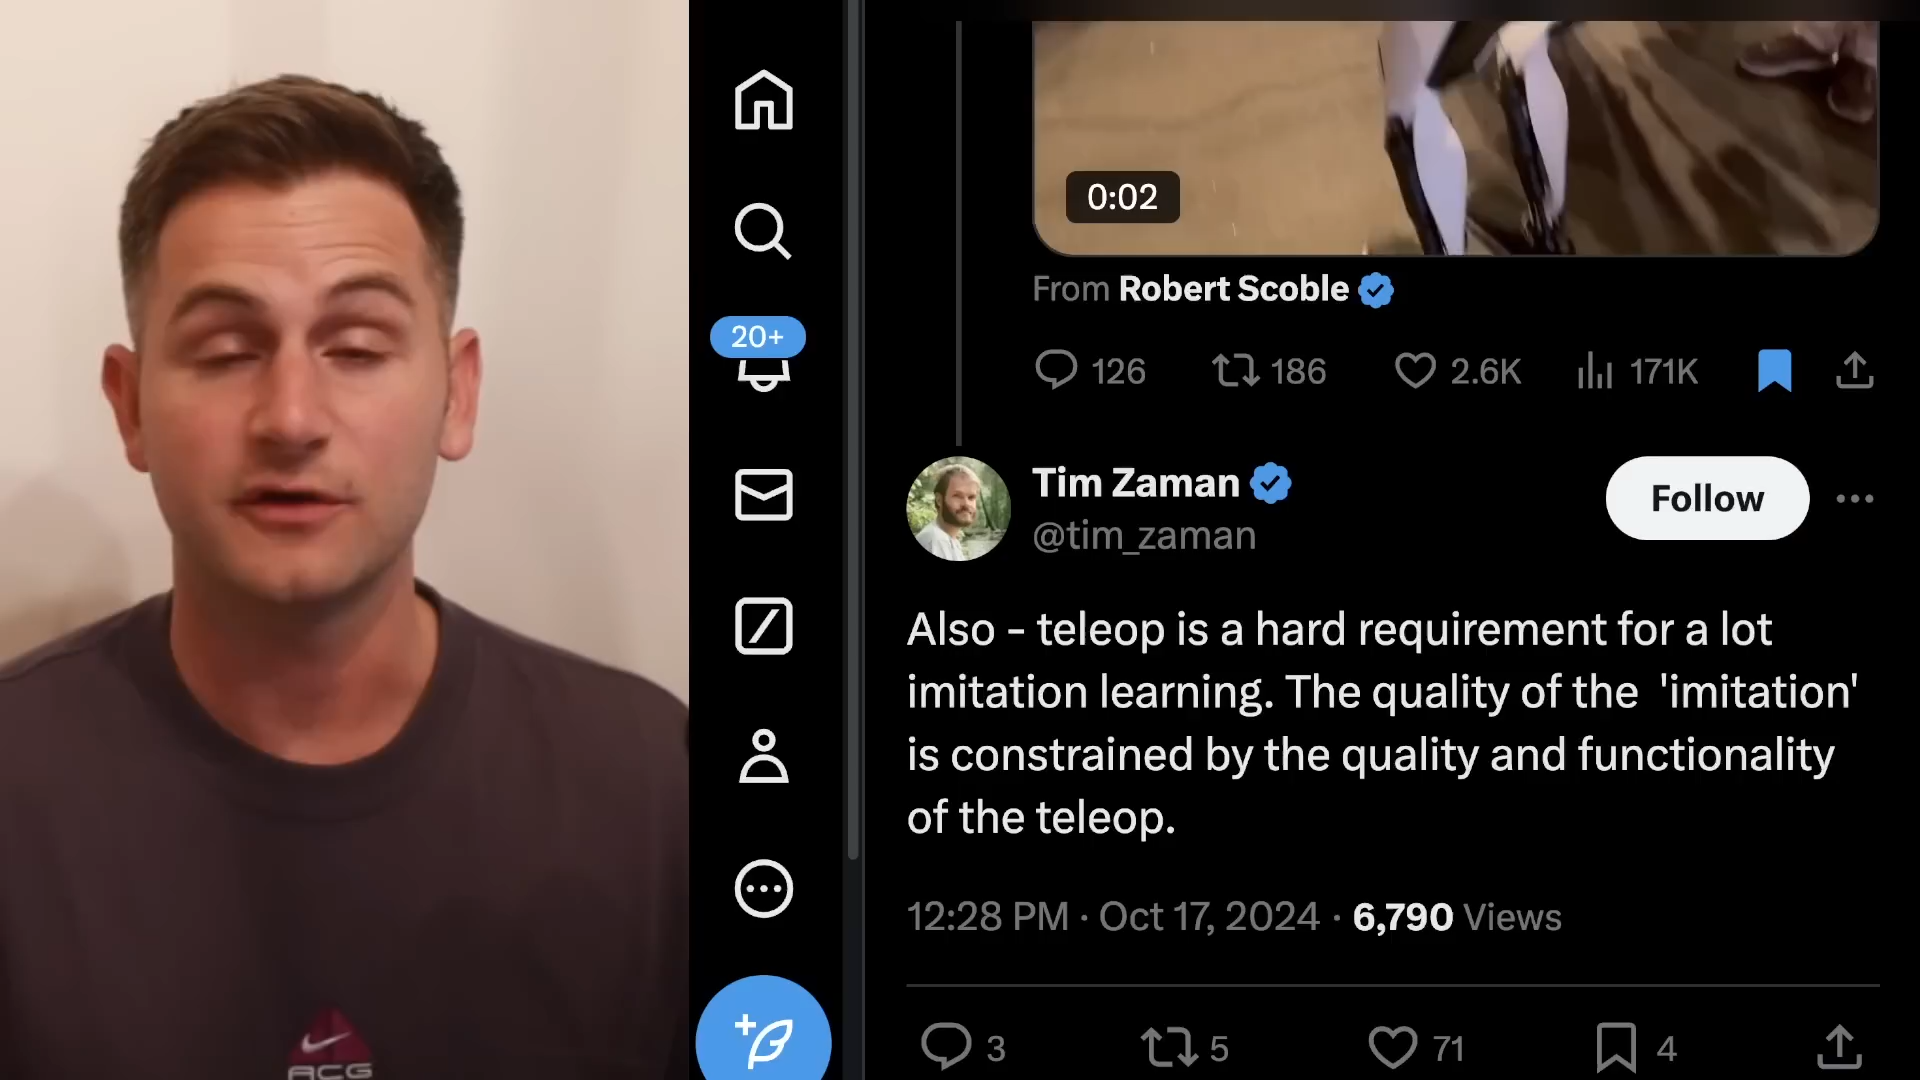 0:02
From Robert Scoble
20+
126 186 2.6K 171K
Tim Zaman
@tim_zaman
Follow
Also - teleop is a hard requirement for a lot
imitation learning. The quality of the 'imitation'
is constrained by the quality and functionality
of the teleop.
12:28 PM · Oct 17, 2024 · 6,790 Views
3 5 71 4
ACG